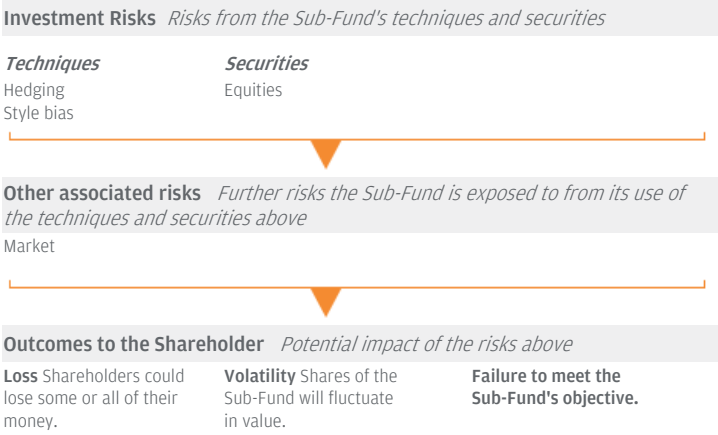 Investment Risks Risks from the Sub-Fund's techniques and securities
Techniques Securities
Hedging Equities
Style bias
Other associated risks Further risks the Sub-Fund is exposed to from its use of
the techniques and securities above
Market
Outcomes to the Shareholder Potential impact of the risks above
Loss Shareholders could
lose some or all of their
money.
Volatility Shares of the
Sub-Fund will fluctuate
in value.
Failure to meet the
Sub-Fund's objective.